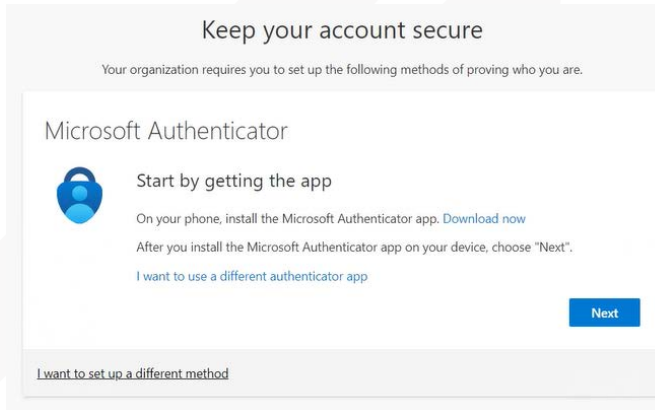 Keep your account secure
Your organization requires you to set up the following methods of proving who you are.
Microsoft Authenticator
Start by getting the app
On your phone, install the Microsoft Authenticator app. Download now
After you install the Microsoft Authenticator app on your device, choose "Next".
I want to use a different authenticator app
Next
I want to set up a different method